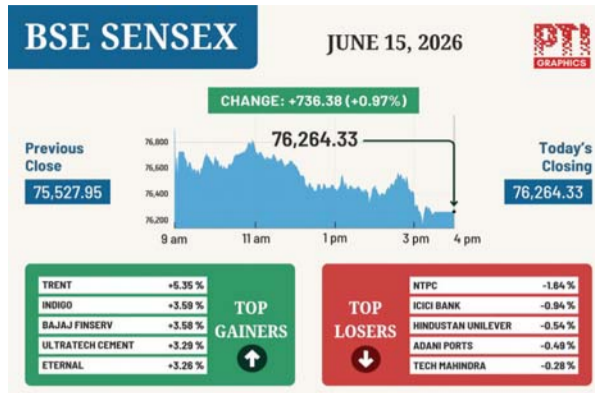 BSE SENSEX
JUNE 15, 2026
PTI
GRAPHICS
CHANGE: +736.38 (+0.97%)
Previous
Close
75,527.95
76,264.33
Today's
Closing
76,264.33
76,800
76,600
76,400
76,200
9 am
11 am
1 pm
3 pm
4 pm
TRENT +5.35 %
INDIGO +3.59 %
BAJAJ FINSERV +3.58 %
ULTRATECH CEMENT +3.29 %
ETERNAL +3.26 %
TOP
GAINERS
TOP
LOSERS
NTPC -1.64 %
ICICI BANK -0.94 %
HINDUSTAN UNILEVER -0.54 %
ADANI PORTS -0.49 %
TECH MAHINDRA -0.28 %